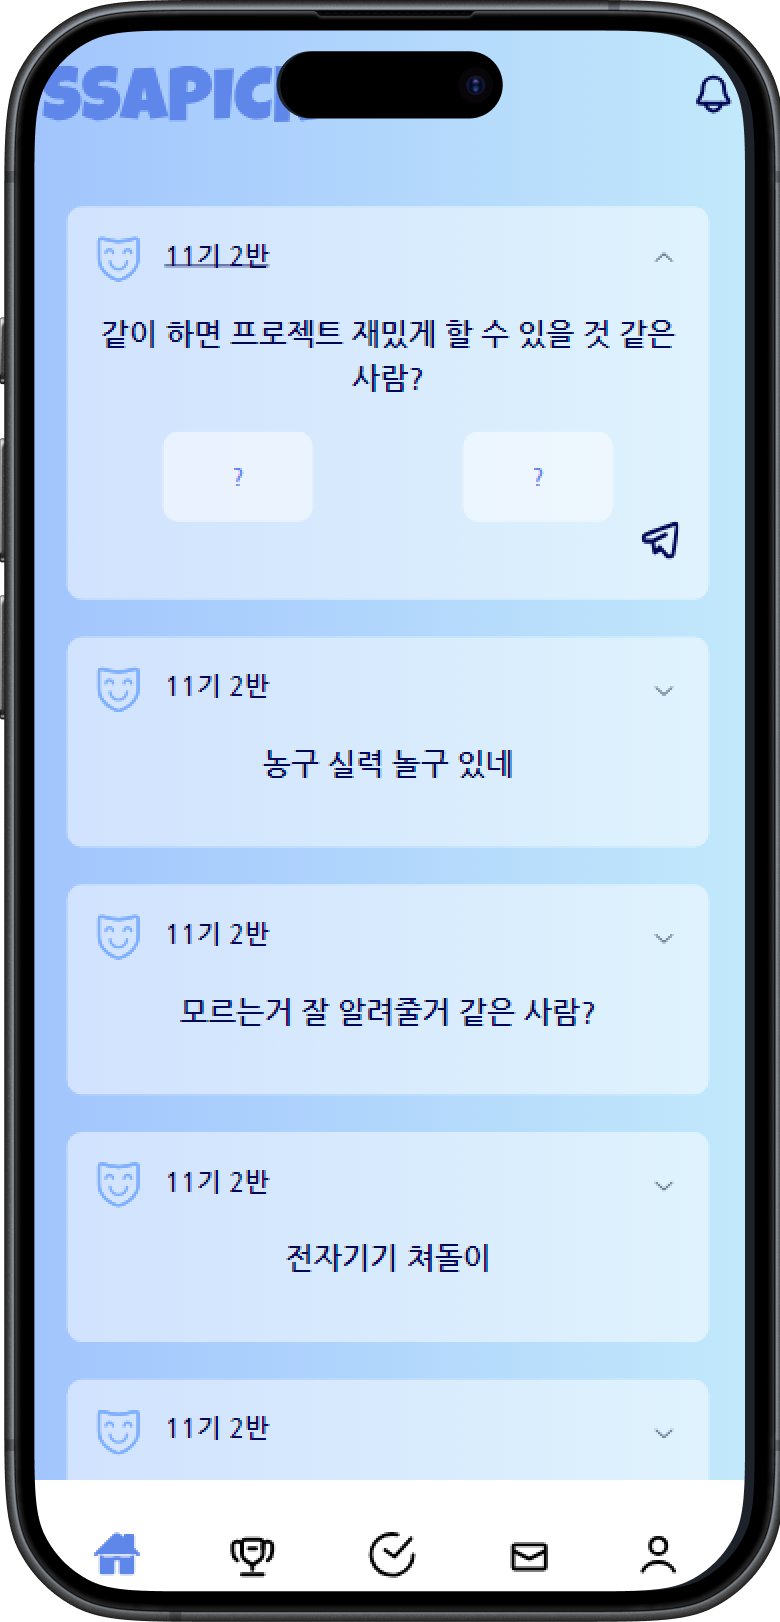 SSAPICK
11기 2반
같이 하면 프로젝트 재밌게 할 수 있을 것 같은
사람?
? ?
11기 2반
농구 실력 놀구 있네
11기 2반
모르는거 잘 알려줄거 같은 사람?
11기 2반
전자기기 쳐돌이
11기 2반